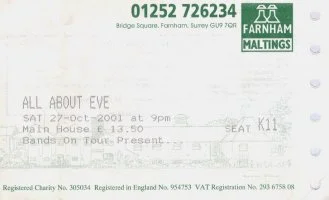 01252 726234
Bridge Square, Farnham, Surrey GU9 7QR
FARNHAM
MALTINGS
ALL ABOUT EVE
SAT 27-Oct-2001 at 9pm
Main House £ 13.50
SEAT K11
Bands On Tour Present..
Registered Charity No. 305034 Registered in England No. 954753 VAT Registration No. 293 6758 08